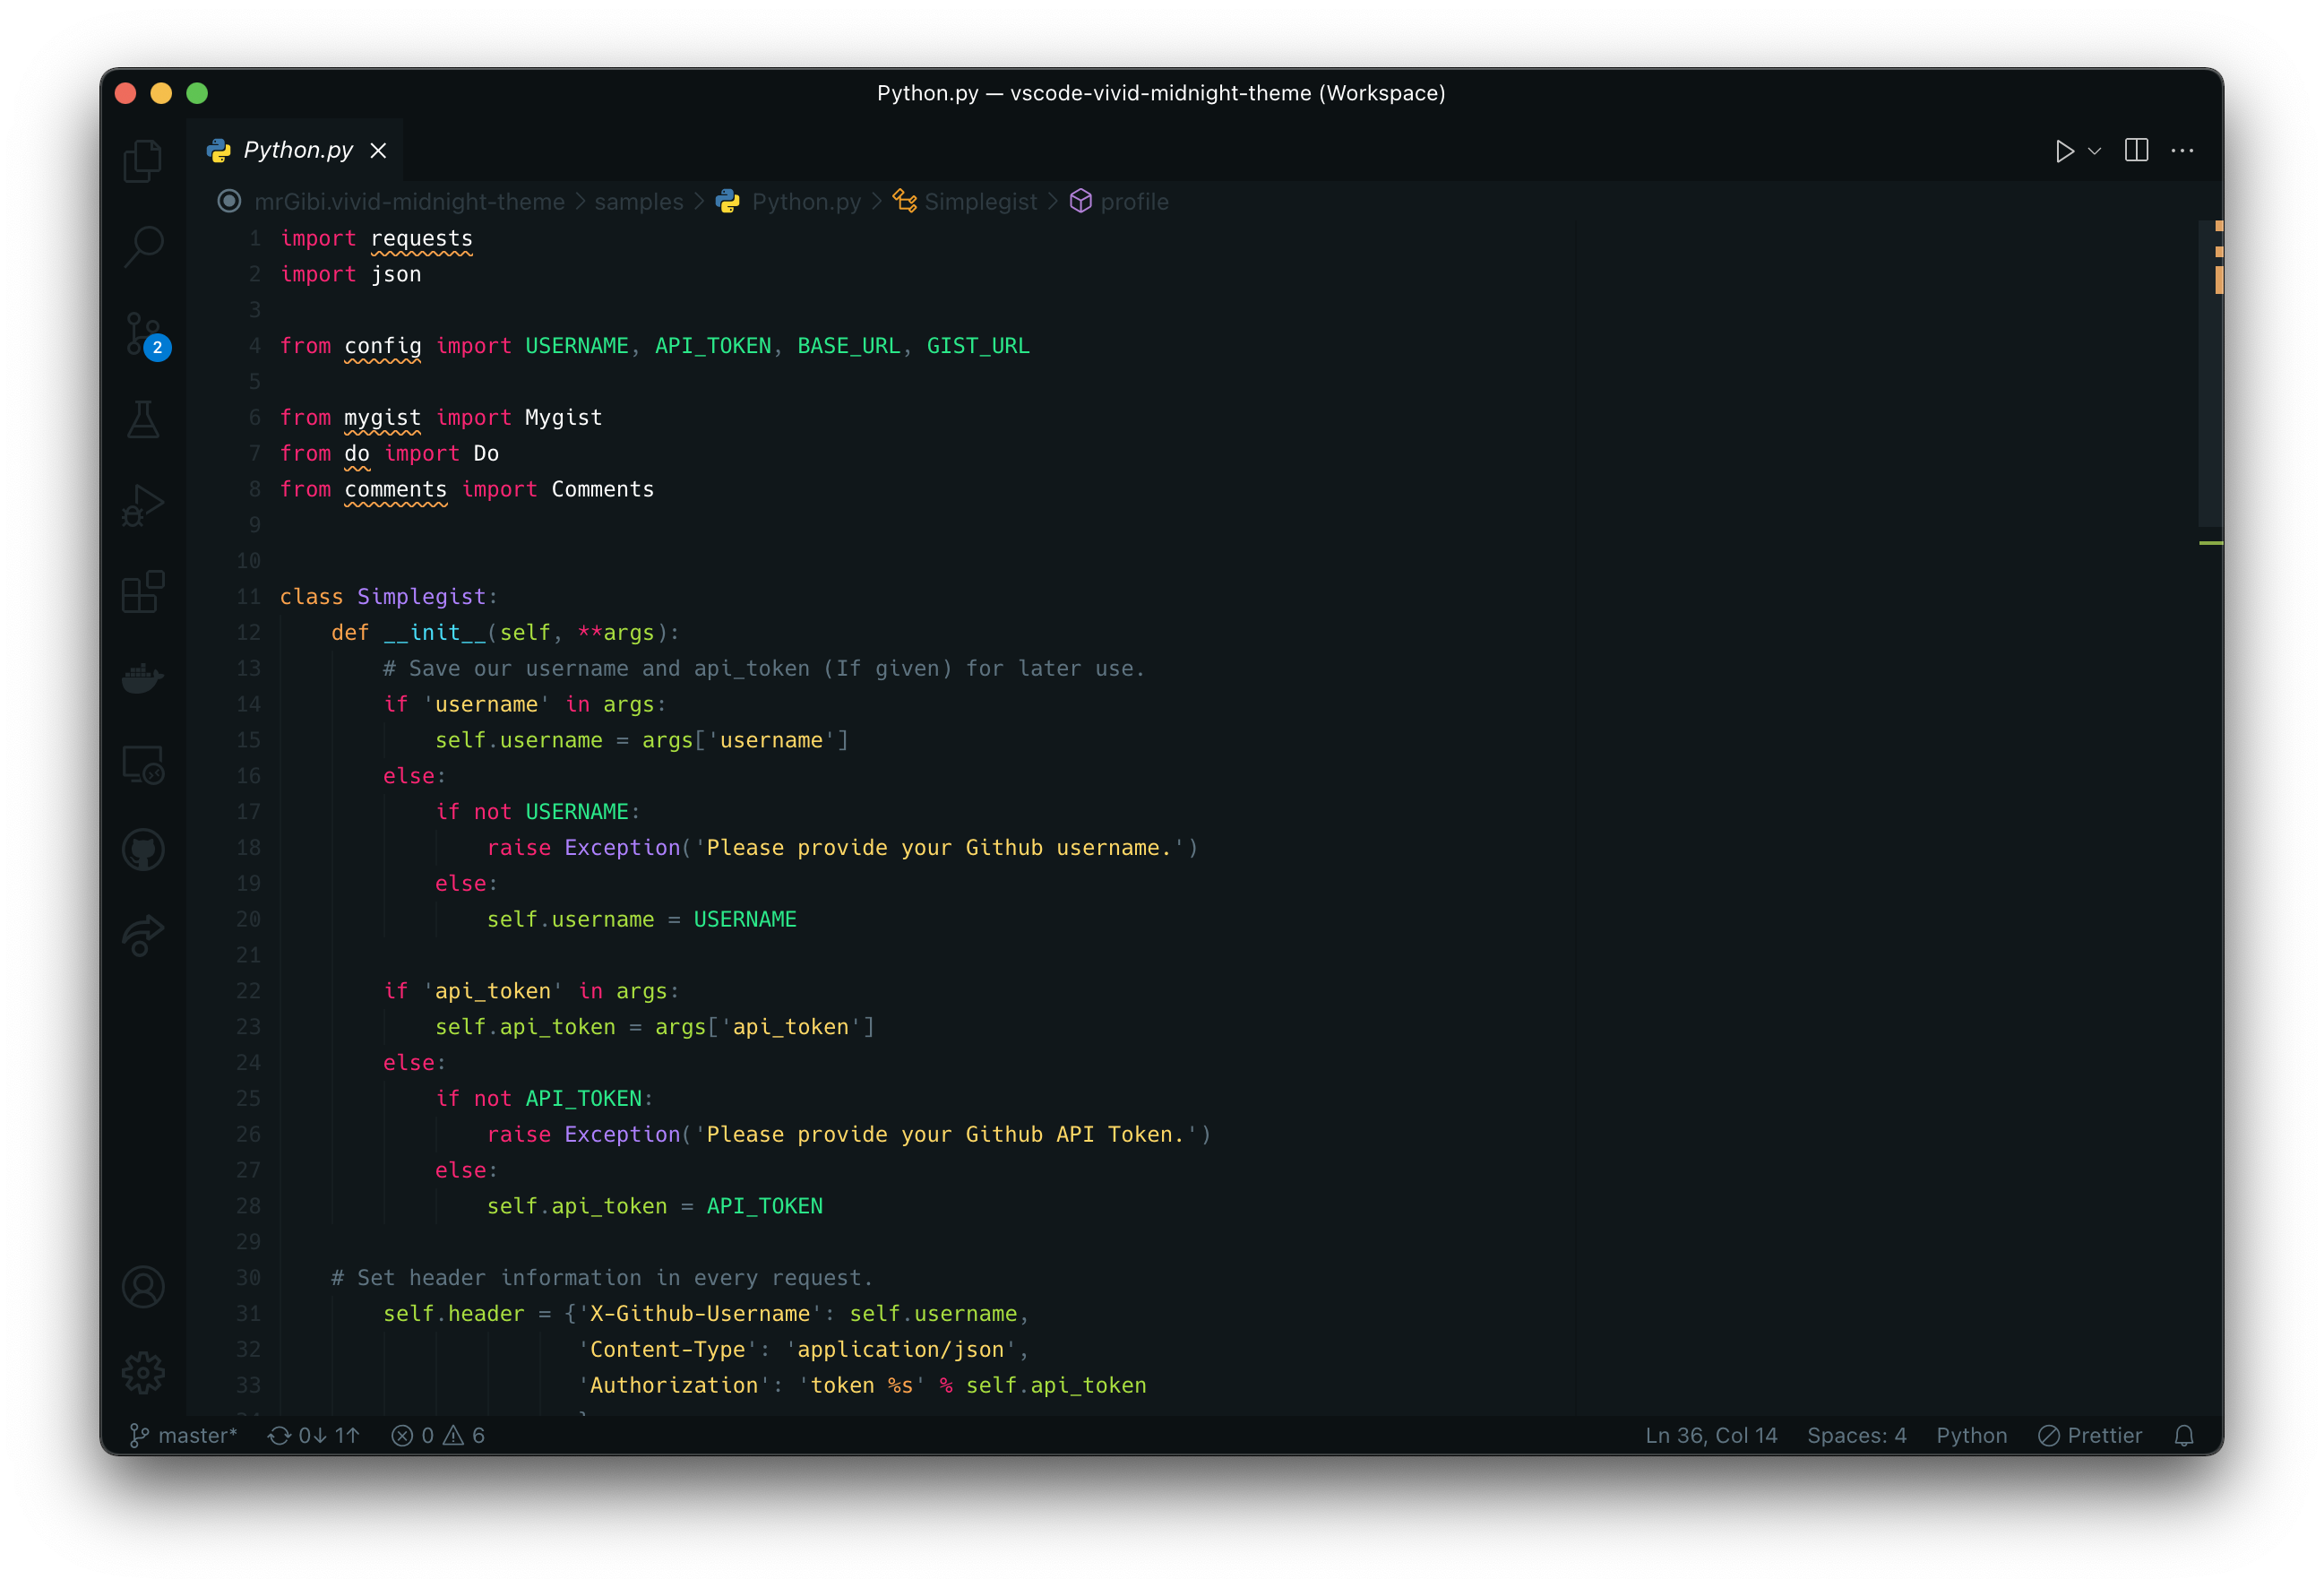 Python.py — vscode-vivid-midnight-theme (Workspace)
Python.py
mrGibi.vivid-midnight-theme > samples > Python.py > Simplegist > profile
2
1 import requests
2 import json
3
4 from config import USERNAME, API_TOKEN, BASE_URL, GIST_URL
5
6 from mygist import Mygist
7 from do import Do
8 from comments import Comments
9
10
11 class Simplegist:
12     def __init__(self, **args):
13         # Save our username and api_token (If given) for later use.
14         if 'username' in args:
15             self.username = args['username']
16         else:
17             if not USERNAME:
18                 raise Exception('Please provide your Github username.')
19             else:
20                 self.username = USERNAME
21
22         if 'api_token' in args:
23             self.api_token = args['api_token']
24         else:
25             if not API_TOKEN:
26                 raise Exception('Please provide your Github API Token.')
27             else:
28                 self.api_token = API_TOKEN
29
30     # Set header information in every request.
31         self.header = {'X-Github-Username': self.username,
32                        'Content-Type': 'application/json',
33                        'Authorization': 'token %s' % self.api_token
master* 0↓ 1↑ 0 6 Ln 36, Col 14 Spaces: 4 Python Prettier